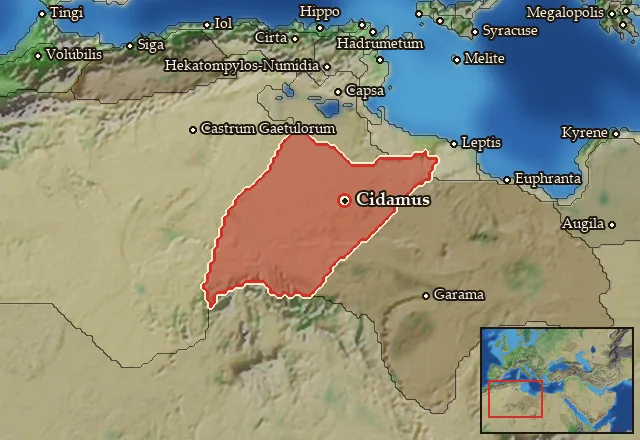 Tingi
Iol
Hippo
Megalopolis
Volubilis
Siga
Cirta
Hadrumetum
Syracuse
Hekatompylos-Numidia
Melite
Capsa
Castrum Gaetulorum
Leptis
Kyrene
Euphranta
Cidamus
Augila
Garama